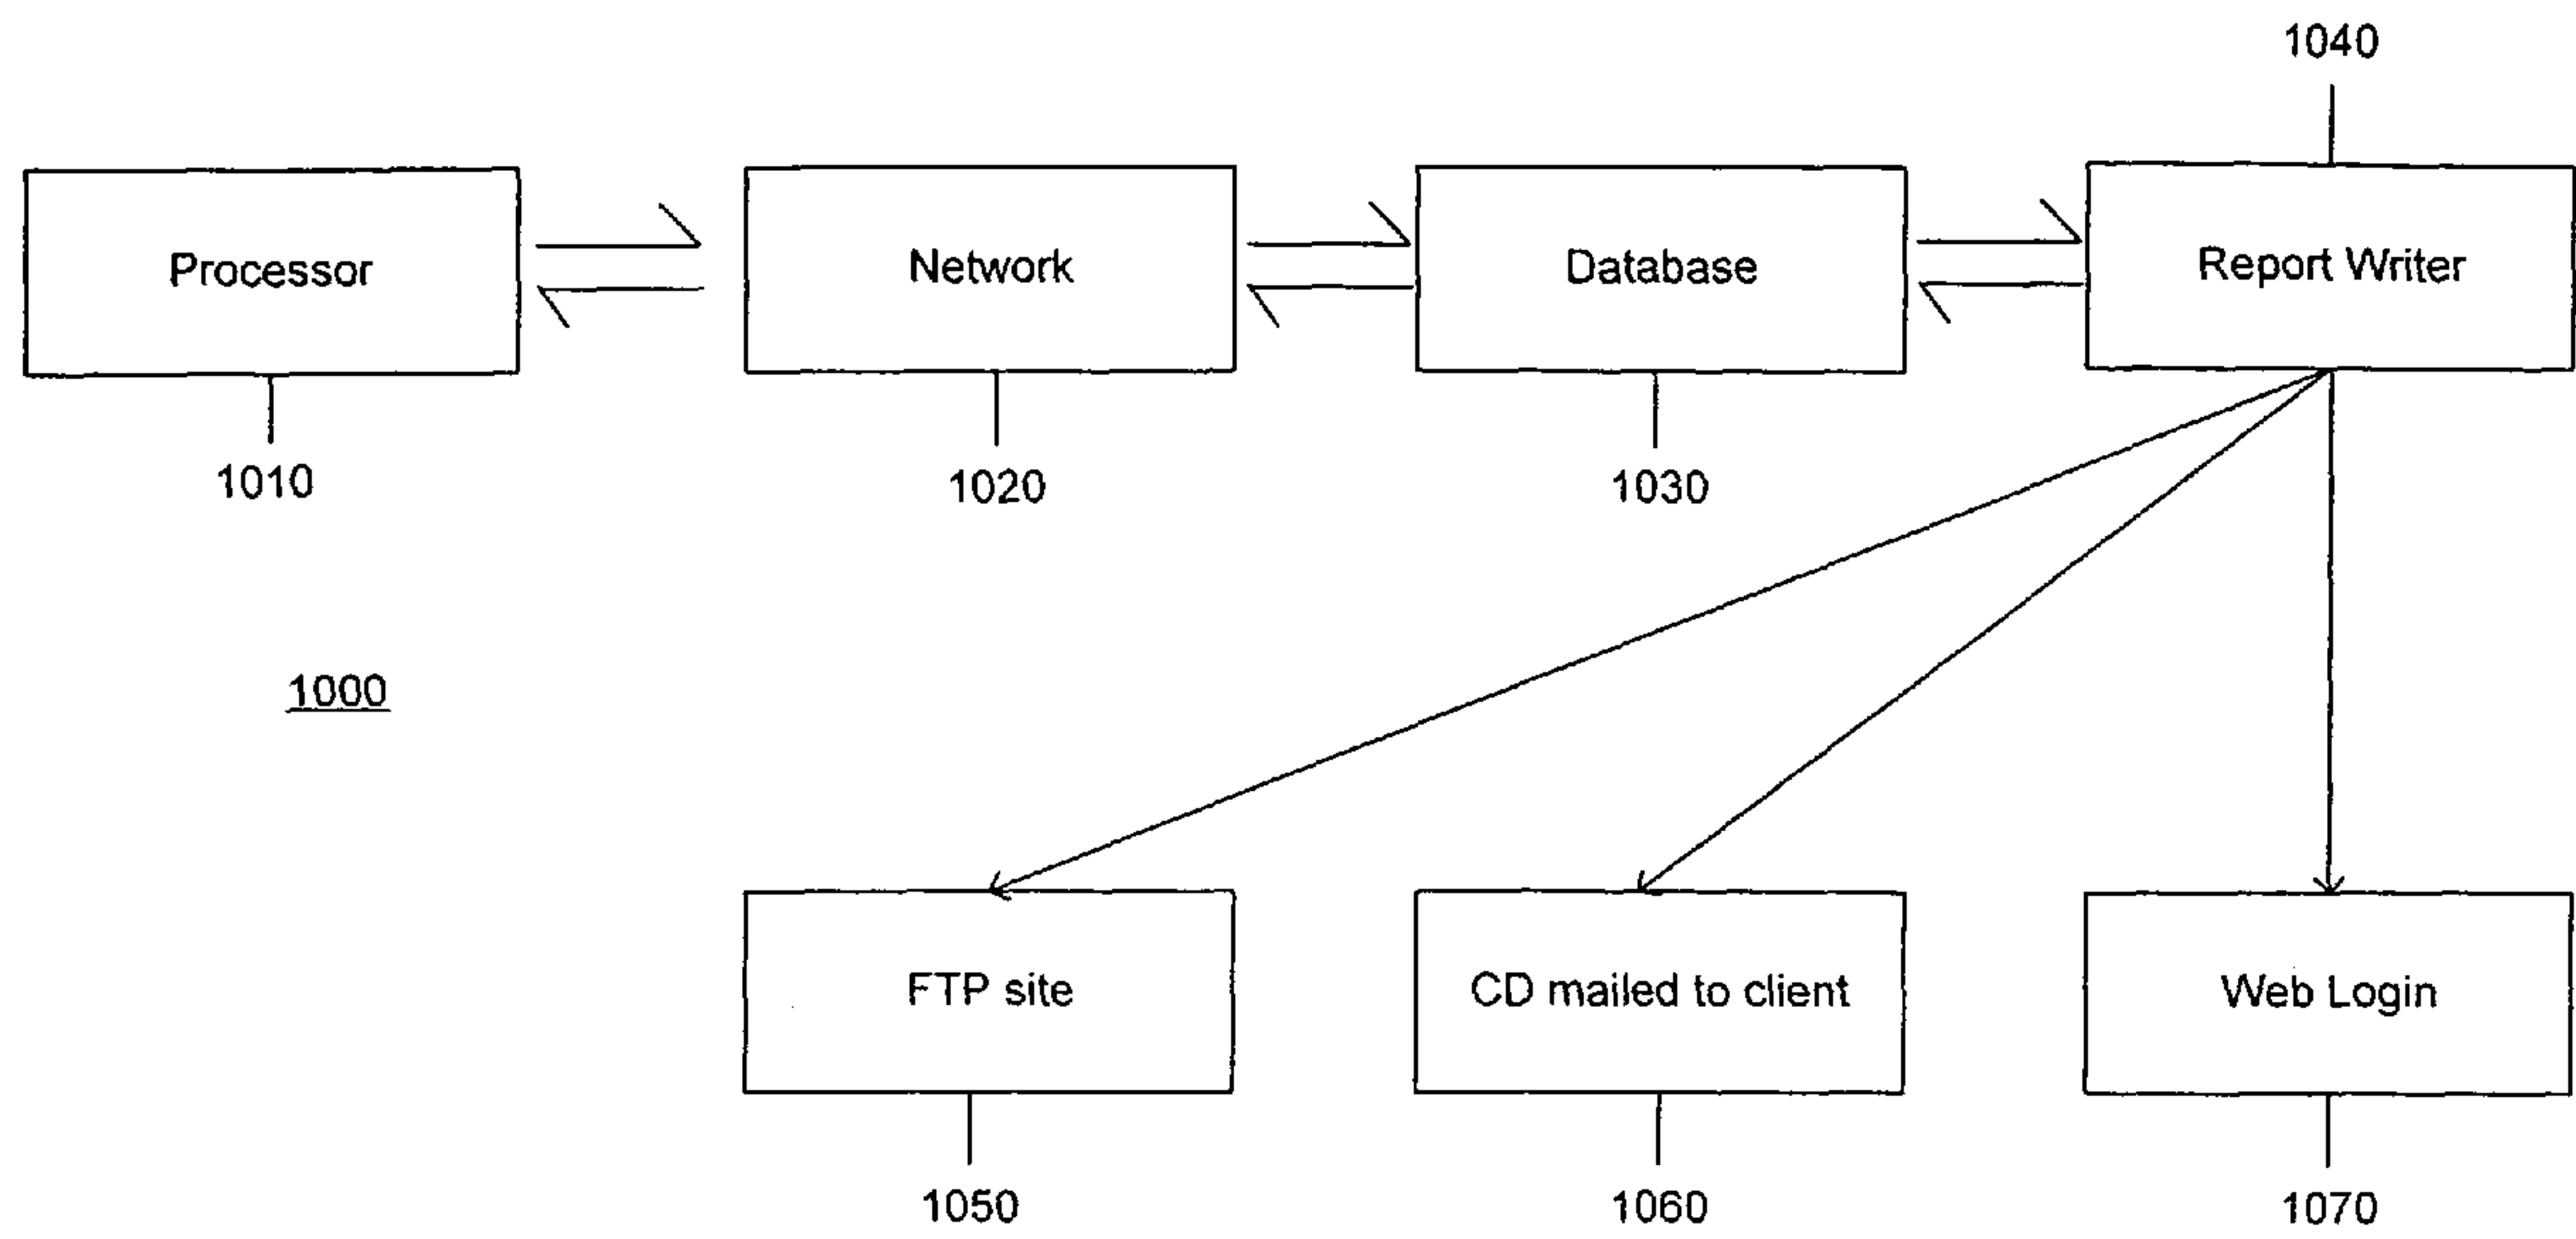 1040
Processor
Network
Database
Report Writer
1010
1020
1030
1000
FTP site
CD mailed to client
Web Login
1050
1060
1070